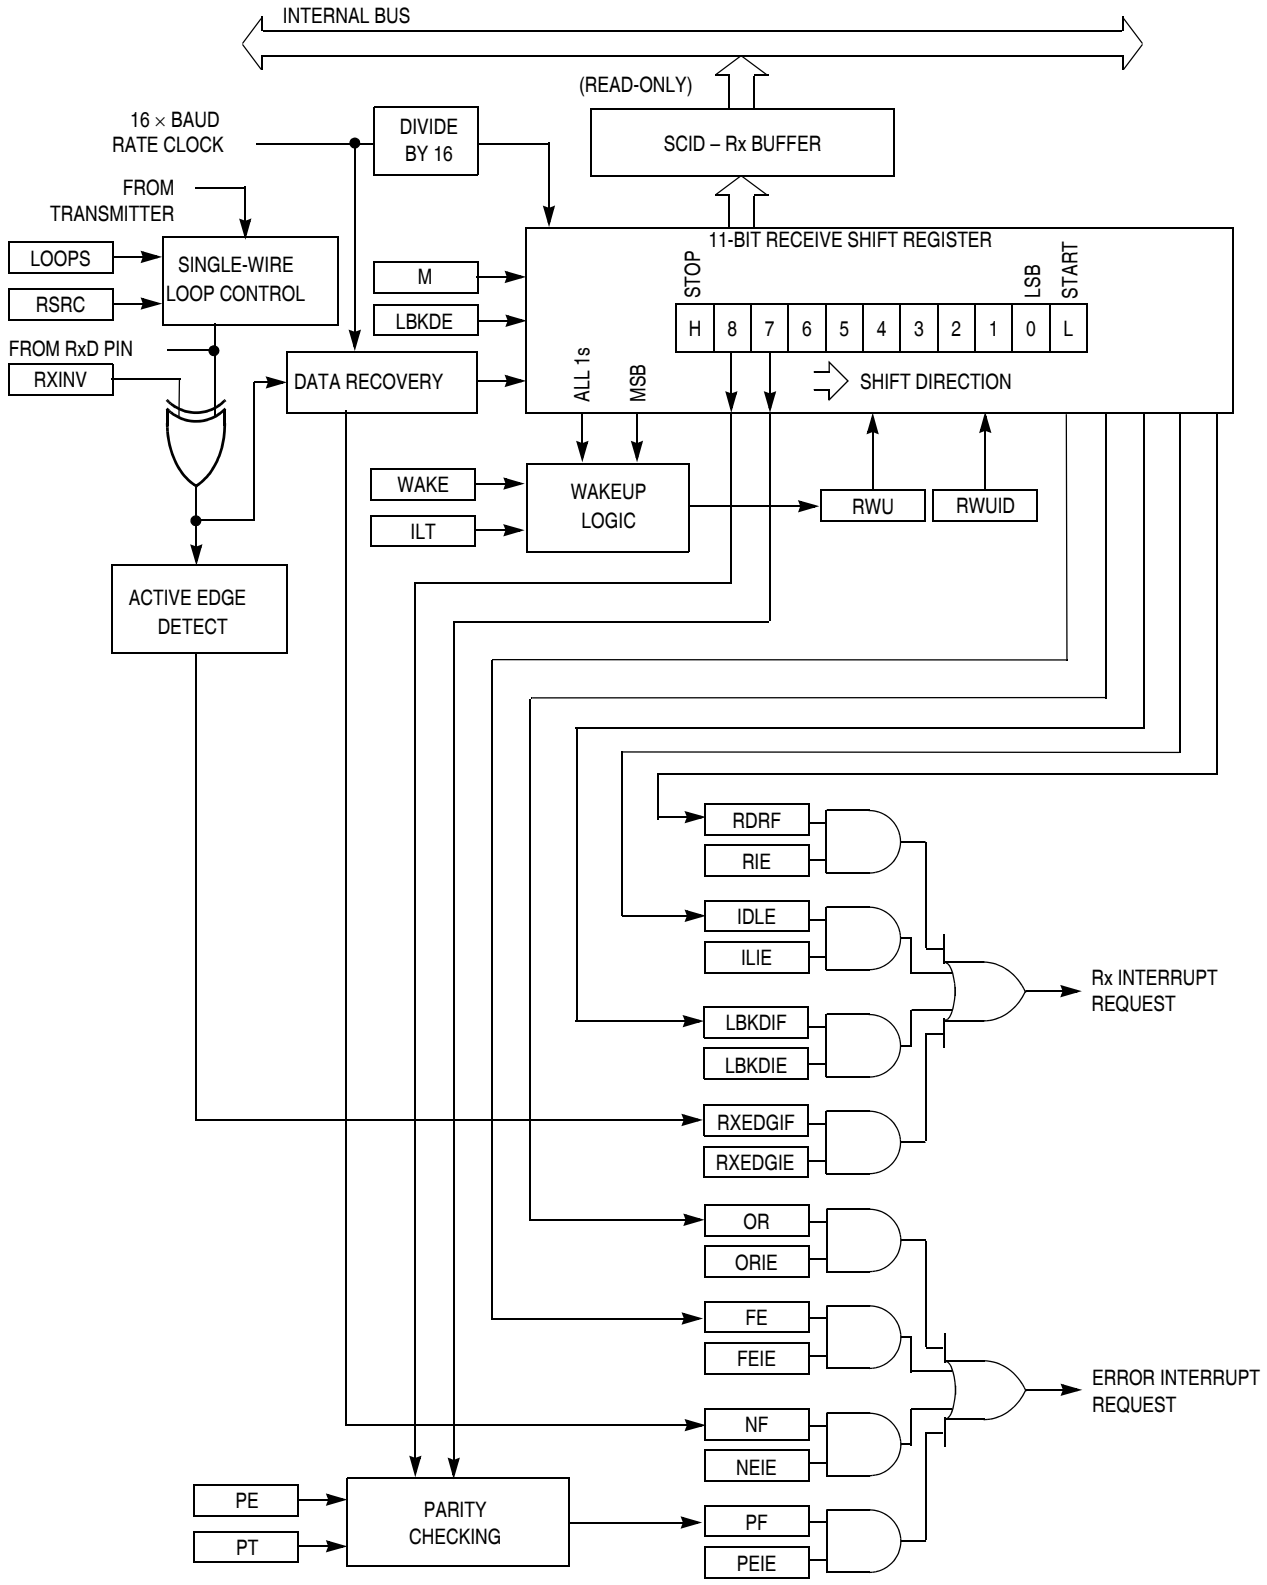 INTERNAL BUS
(READ-ONLY)
16 × BAUD
RATE CLOCK
DIVIDE
BY 16
SCID – Rx BUFFER
FROM
TRANSMITTER
LOOPS
RSRC
SINGLE-WIRE
LOOP CONTROL
11-BIT RECEIVE SHIFT REGISTER
M
LBKDE
STOP
LSB
START
H 8 7 6 5 4 3 2 1 0 L
FROM RxD PIN
RXINV
DATA RECOVERY
ALL 1s
MSB
SHIFT DIRECTION
WAKE
ILT
WAKEUP
LOGIC
RWU
RWUID
ACTIVE EDGE
DETECT
RDRF
RIE
IDLE
ILIE
Rx INTERRUPT
REQUEST
LBKDIF
LBKDIE
RXEDGIF
RXEDGIE
OR
ORIE
FE
FEIE
ERROR INTERRUPT
REQUEST
NF
NEIE
PE
PT
PARITY
CHECKING
PF
PEIE